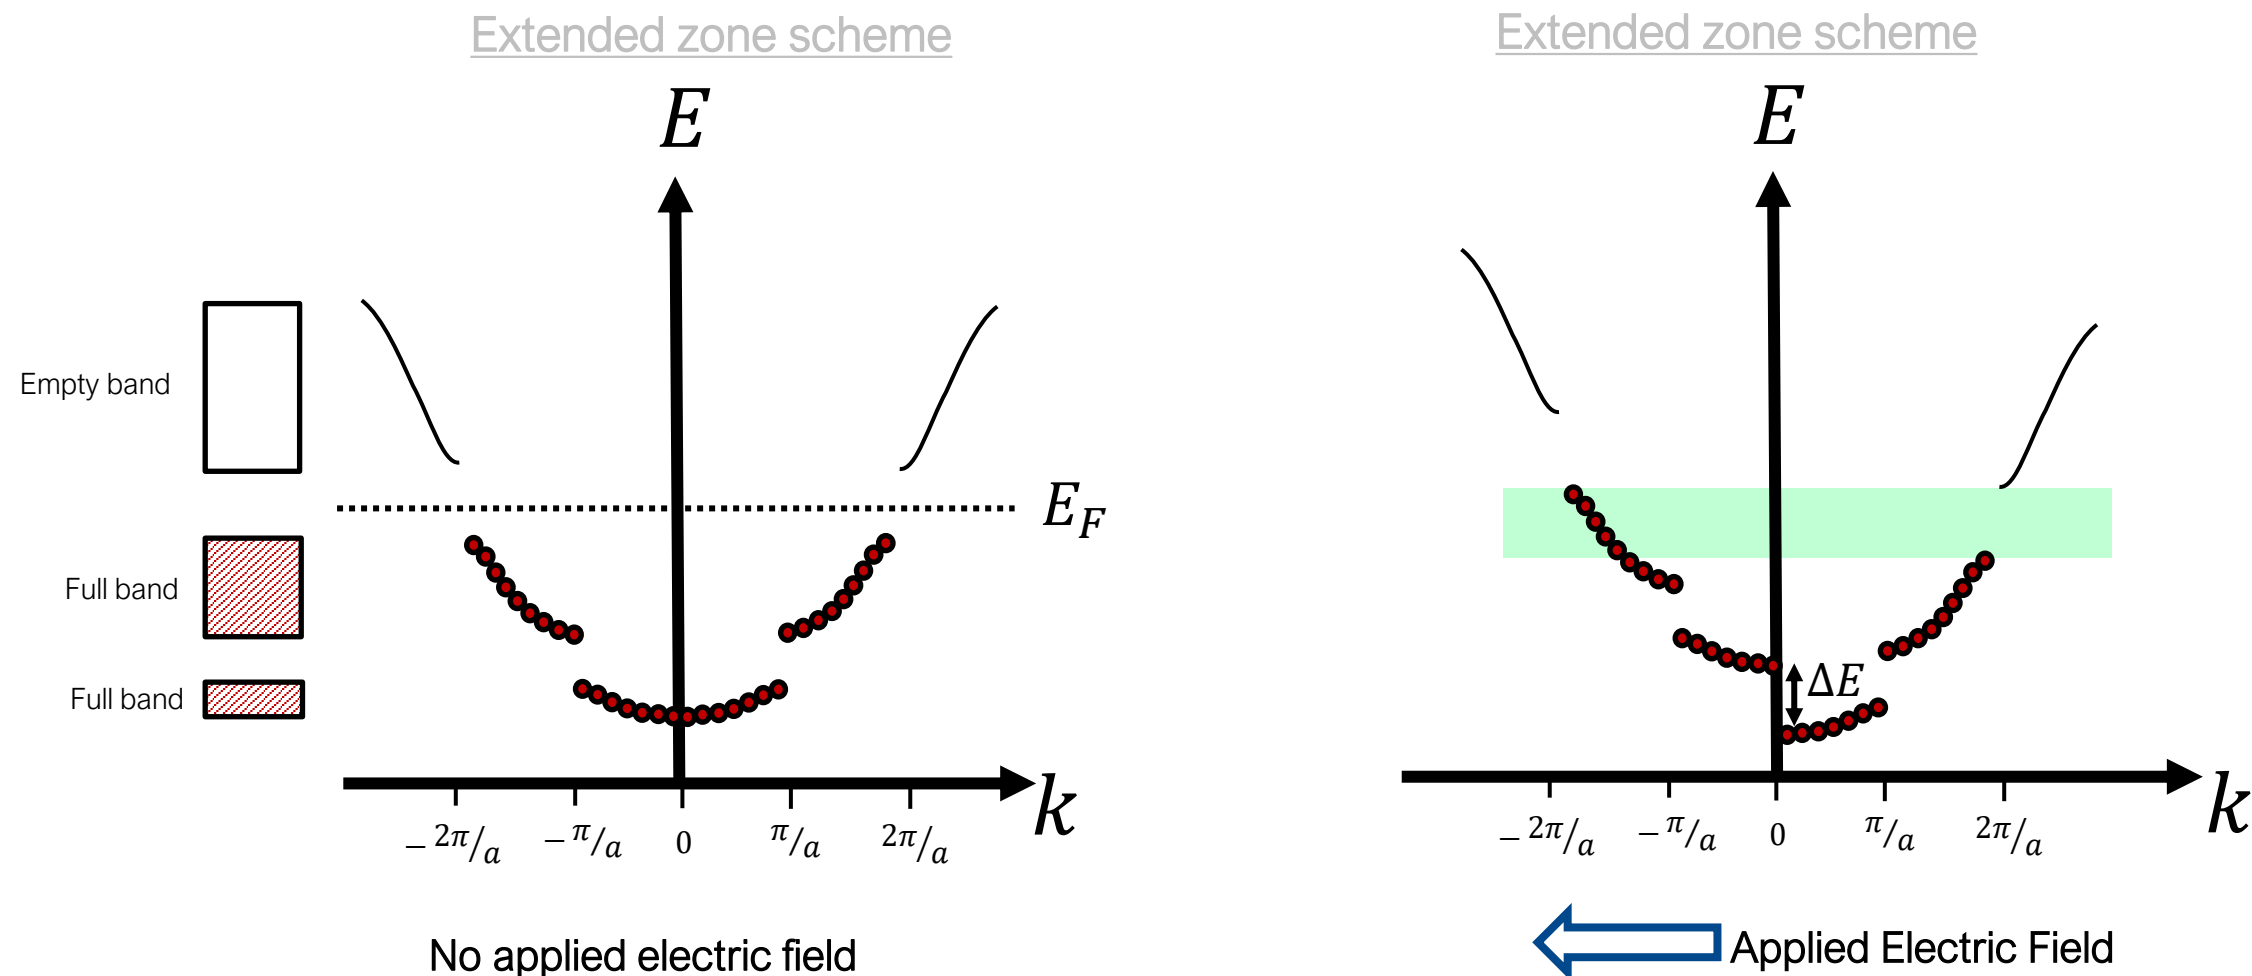 Extended zone scheme
E
Empty band
Full band
Full band
E_F
k
− 2π/a
− π/a
0
π/a
2π/a
No applied electric field
Extended zone scheme
E
ΔE
k
− 2π/a
− π/a
0
π/a
2π/a
Applied Electric Field